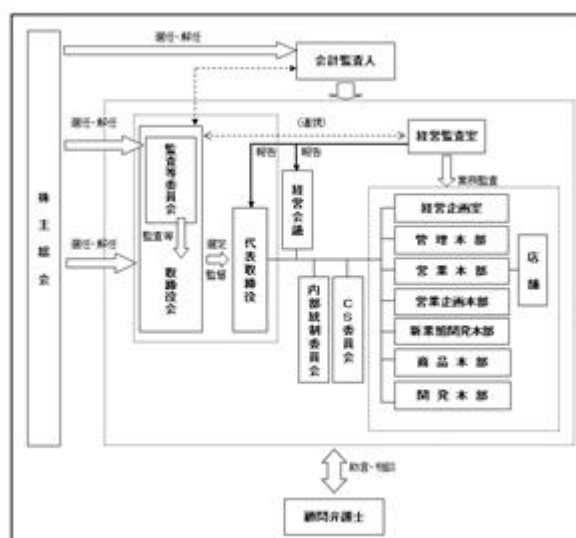 選任・解任
会計監査人
選任・解任
(連携)
経営監査室
報告
報告
業務監査
株主総会
監査等委員会
経営会議
経営企画室
管理本部
店舗
選任・解任
監査等
選定
監督
代表取締役
営業本部
取締役会
営業企画本部
内部統制委員会
CS委員会
新業態開発本部
商品本部
開発本部
助言・相談
顧問弁護士